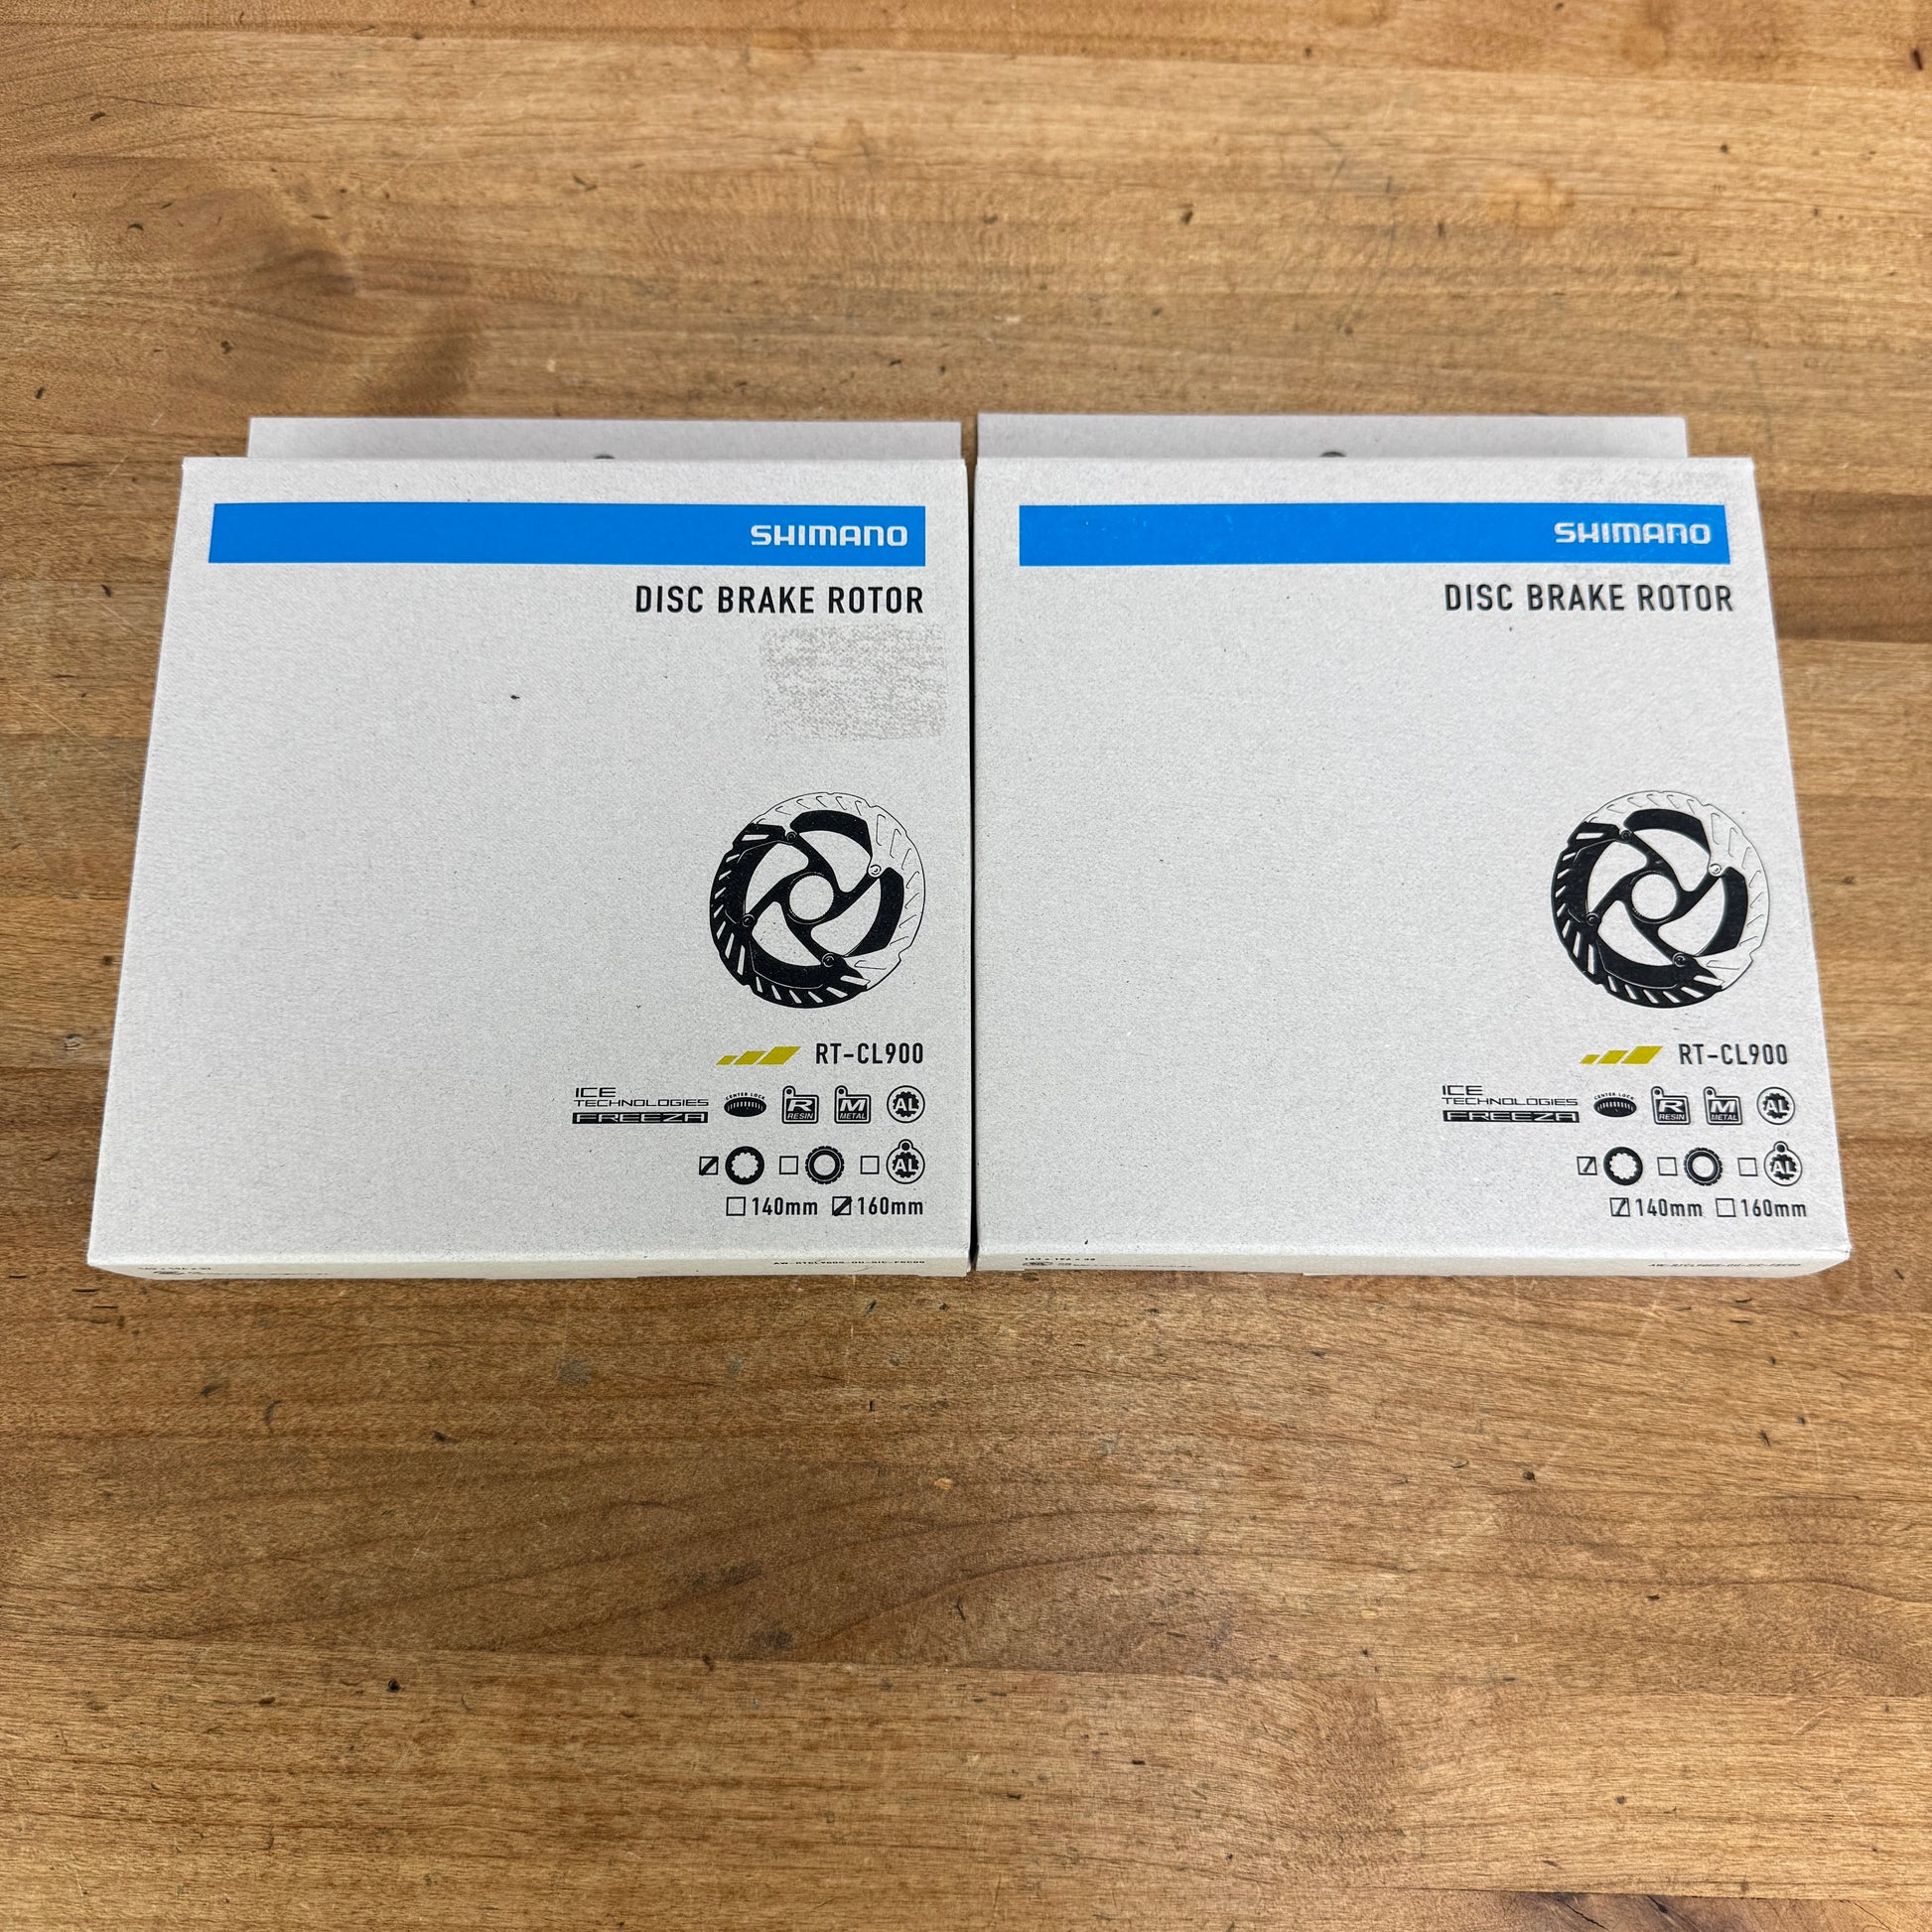 SHIMANO
DISC BRAKE ROTOR
RT-CL900
ICE
TECHNOLOGIES
FREEZA
CENTER LOCK
R
RESIN
M
METAL
AL
AL
140mm 160mm
SHIMANO
DISC BRAKE ROTOR
RT-CL900
ICE
TECHNOLOGIES
FREEZA
CENTER LOCK
R
RESIN
M
METAL
AL
AL
140mm 160mm